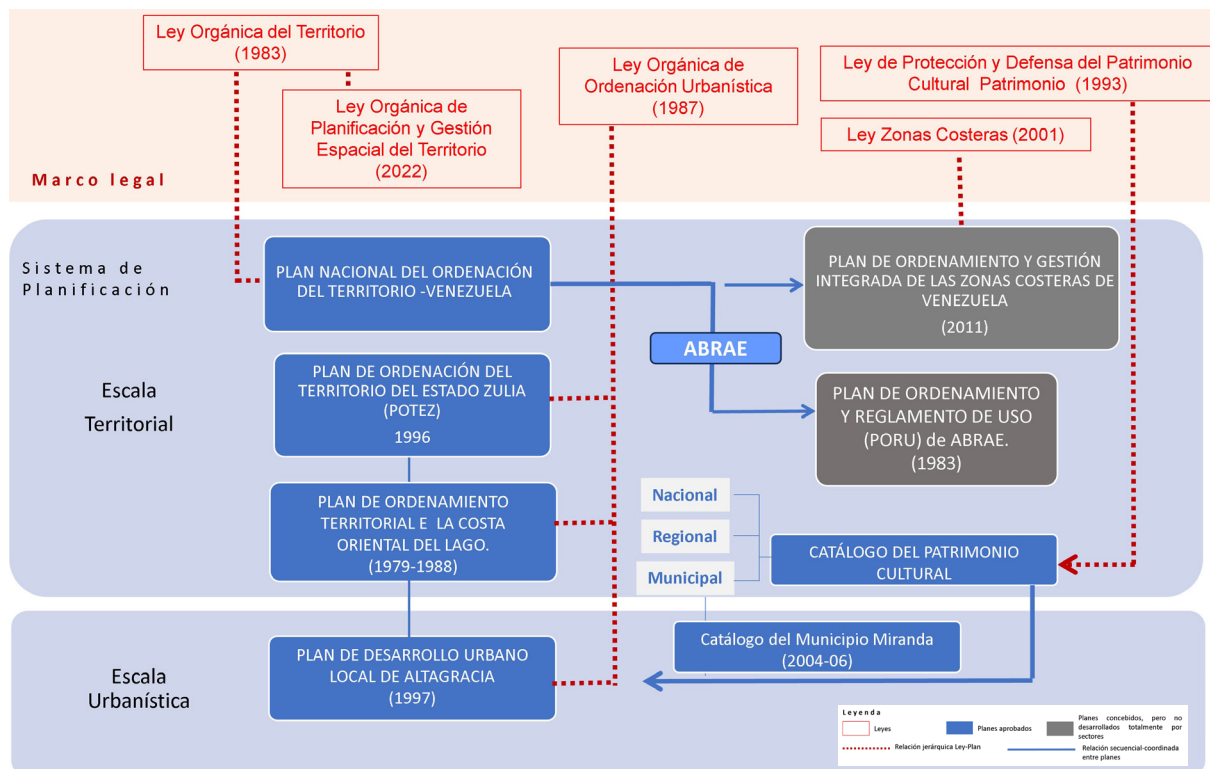 Ley Orgánica del Territorio
(1983)
Ley Orgánica de
Planificación y Gestión
Espacial del Territorio
(2022)
Ley Orgánica de
Ordenación Urbanística
(1987)
Ley de Protección y Defensa del Patrimonio
Cultural Patrimonio (1993)
Ley Zonas Costeras (2001)
Marco legal
Sistema de
Planificación
PLAN NACIONAL DEL ORDENACIÓN
DEL TERRITORIO -VENEZUELA
PLAN DE ORDENAMIENTO Y GESTIÓN
INTEGRADA DE LAS ZONAS COSTERAS DE
VENEZUELA
(2011)
ABRAE
Escala
Territorial
PLAN DE ORDENACIÓN DEL
TERRITORIO DEL ESTADO ZULIA
(POTEZ)
1996
PLAN DE ORDENAMIENTO
Y REGLAMENTO DE USO
(PORU) de ABRAE.
(1983)
PLAN DE ORDENAMIENTO
TERRITORIAL E LA COSTA
ORIENTAL DEL LAGO.
(1979-1988)
Nacional
Regional
Municipal
CATÁLOGO DEL PATRIMONIO
CULTURAL
Escala
Urbanística
PLAN DE DESARROLLO URBANO
LOCAL DE ALTAGRACIA
(1997)
Catálogo del Municipio Miranda
(2004-06)
Leyenda
Leyes
Planes aprobados
Planes concebidos, pero no
desarrollados totalmente por
sectores
Relación jerárquica Ley-Plan
Relación secuencial-coordinada
entre planes